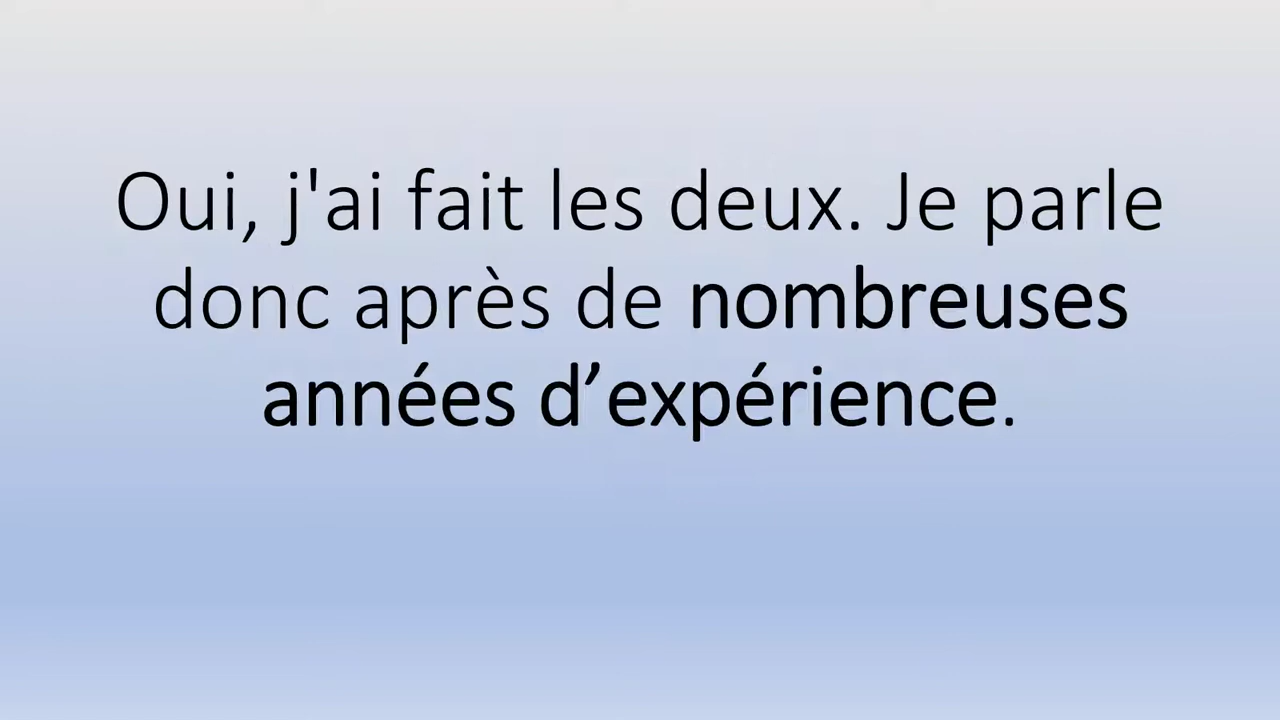 Oui, j'ai fait les deux. Je parle
donc après de nombreuses
années d’expérience.